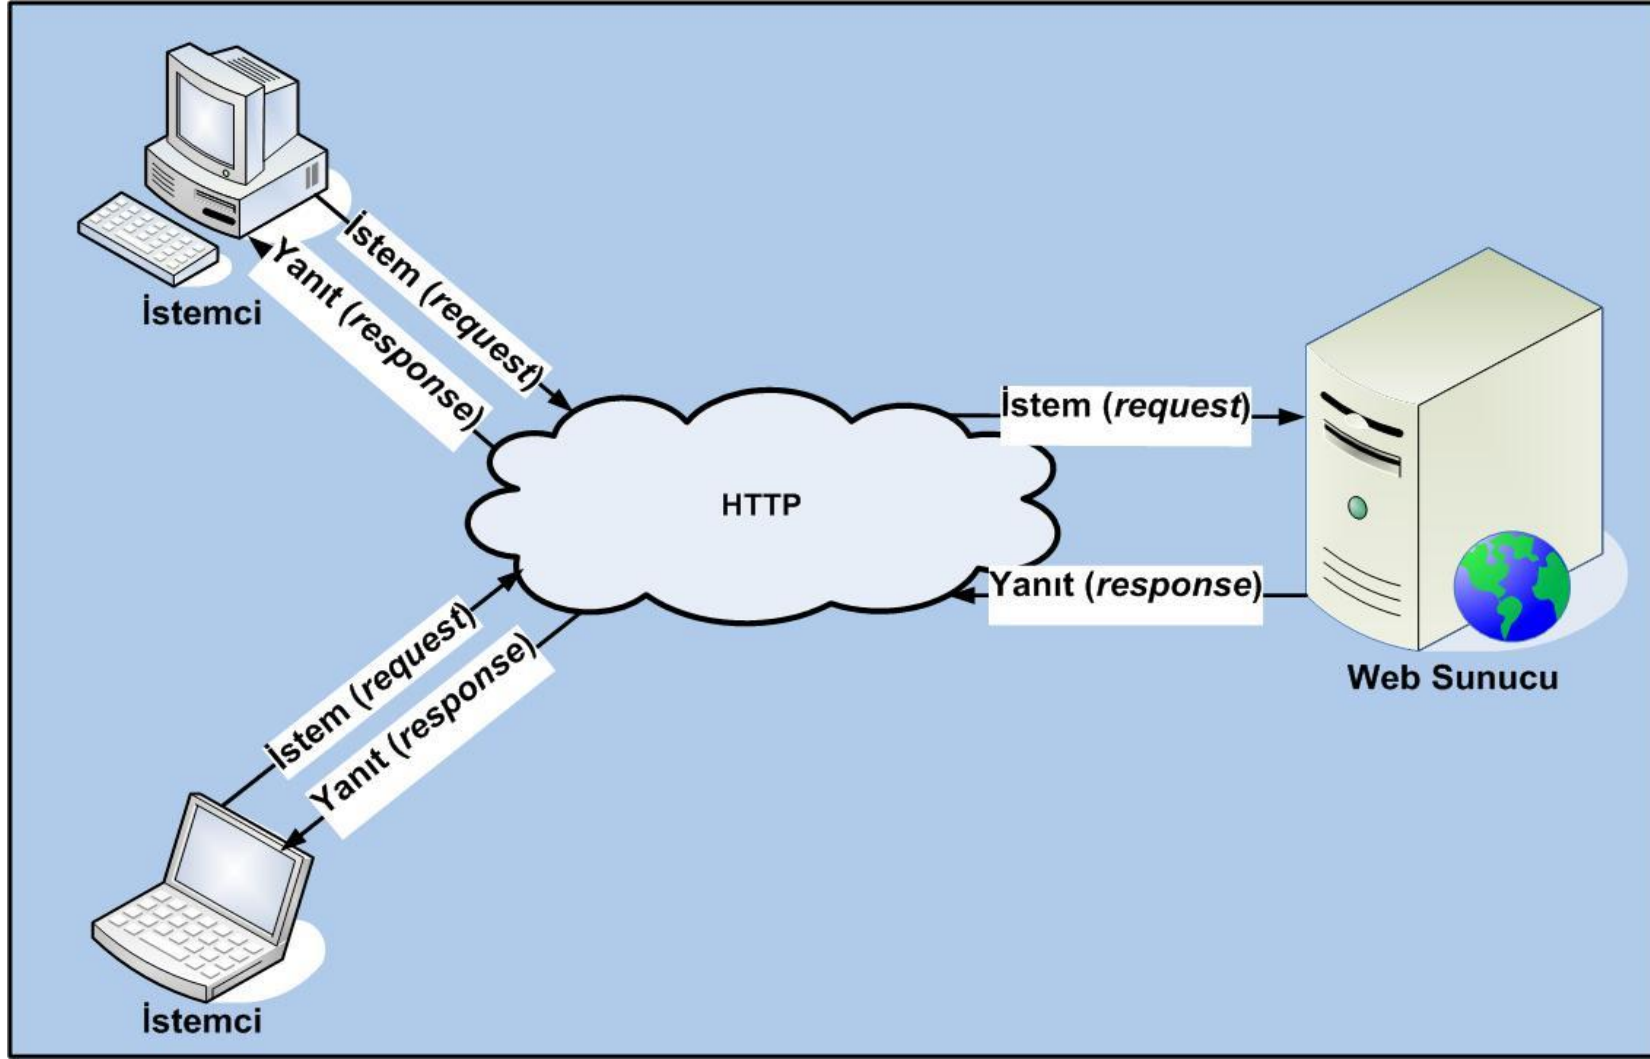 İstem (request)
Yanıt (response)
İstemci
İstem (request)
HTTP
Yanıt (response)
Web Sunucu
İstem (request)
Yanıt (response)
İstemci